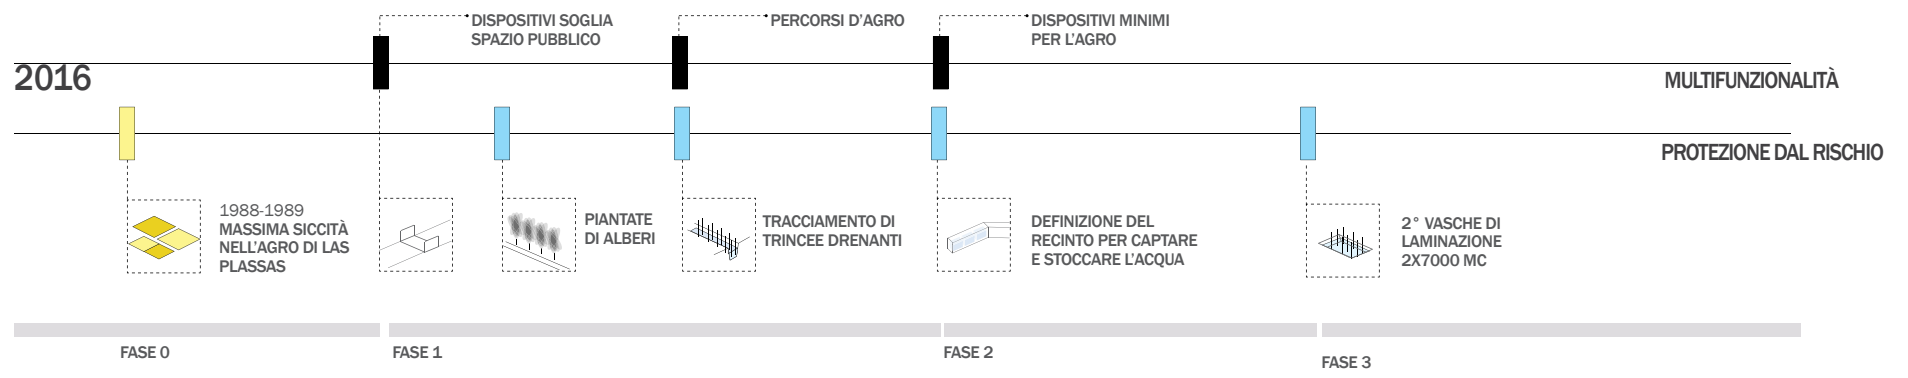 DISPOSITIVI SOGLIA
SPAZIO PUBBLICO
PERCORSI D'AGRO
DISPOSITIVI MINIMI
PER L'AGRO
2016
MULTIFUNZIONALITÀ
PROTEZIONE DAL RISCHIO
1988-1989
MASSIMA SICCITÀ
NELL'AGRO DI LAS
PLASSAS
PIANTATE
DI ALBERI
TRACCIAMENTO DI
TRINCEE DRENANTI
DEFINIZIONE DEL
RECINTO PER CAPTARE
E STOCCARE L'ACQUA
2° VASCHE DI
LAMINAZIONE
2X7000 MC
FASE 0
FASE 1
FASE 2
FASE 3